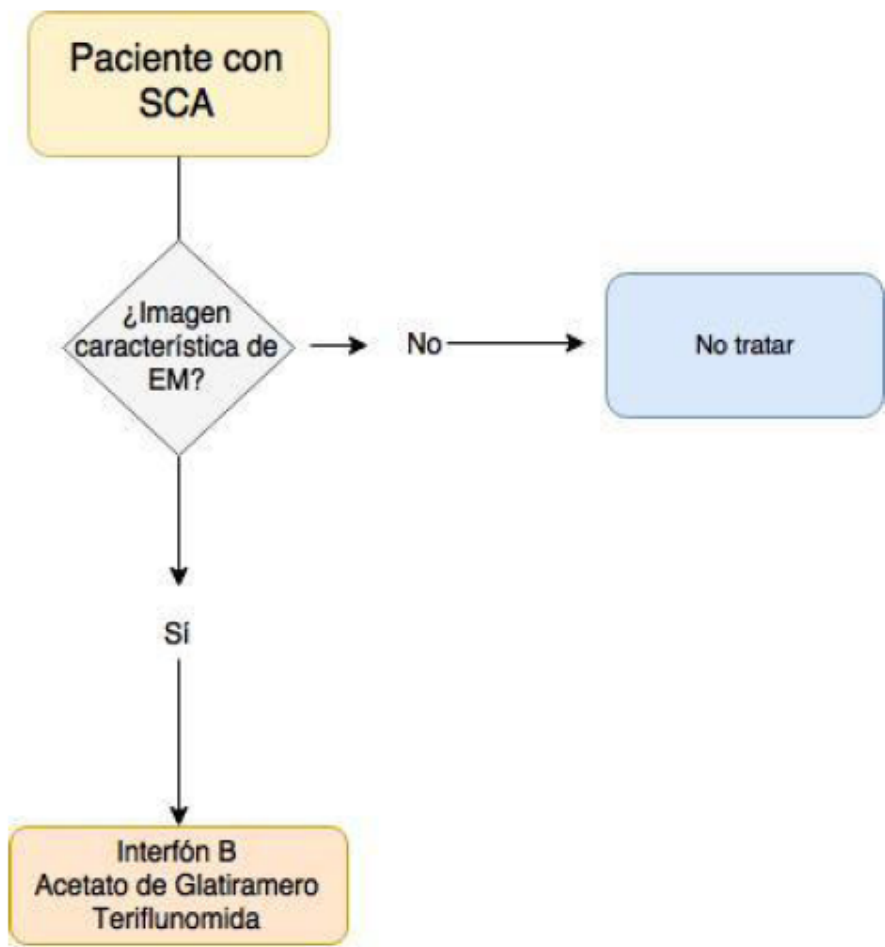 Paciente con
SCA
¿Imagen
característica de
EM?
No
No tratar
Sí
Interfón B
Acetato de Glatiramero
Teriflunomida